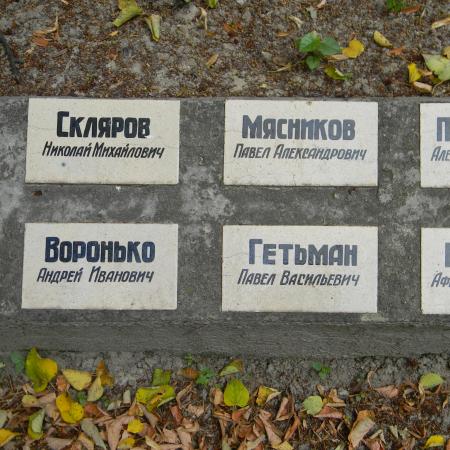 Скляров
Николай Михайлович
Мясников
Павел Александрович
Воронько
Андрей Иванович
Гетьман
Павел Васильевич